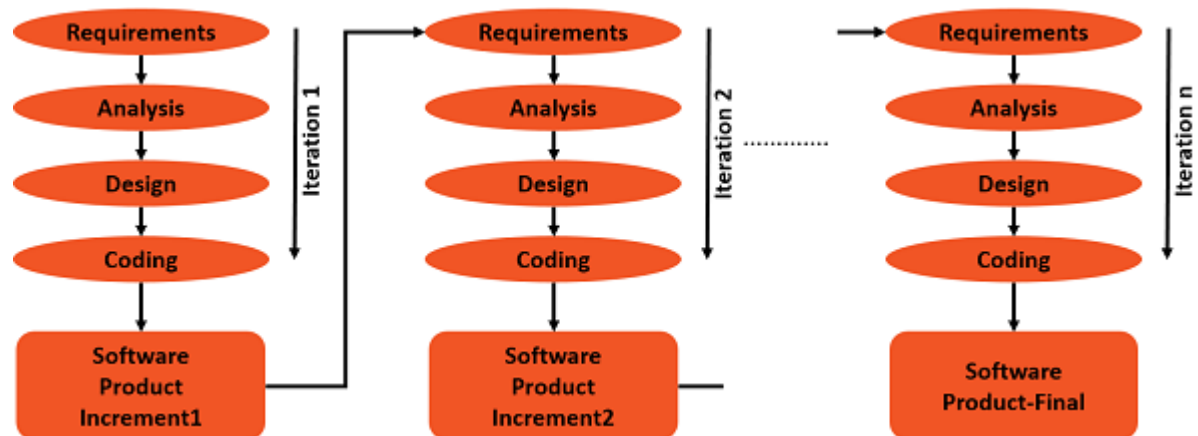 Requirements
Analysis
Design
Coding
Software
Product
Increment1
Iteration 1
Requirements
Analysis
Design
Coding
Software
Product
Increment2
Iteration 2
...............
Requirements
Analysis
Design
Coding
Software
Product-Final
Iteration n